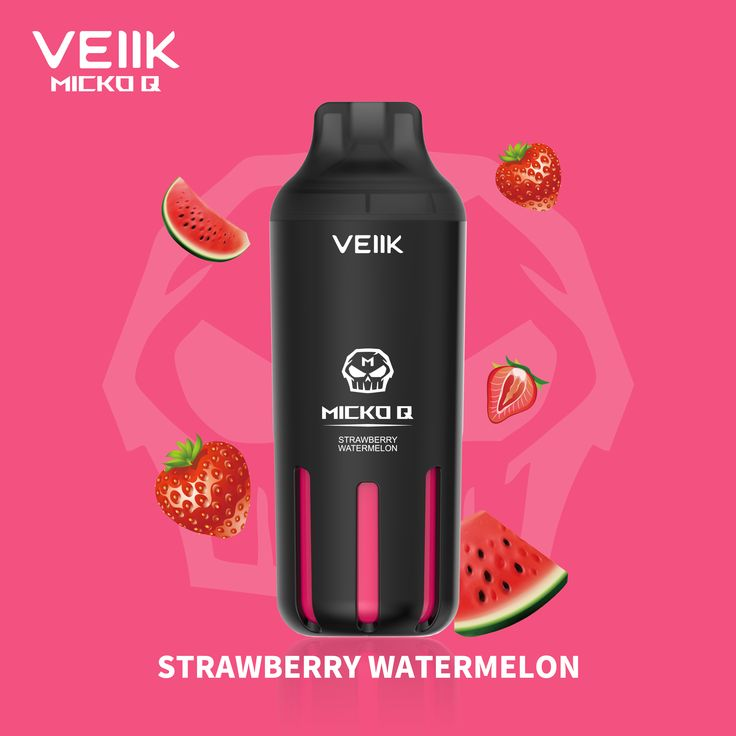 VEIIK
MICKO Q
VEIIK
M
MICKO Q
STRAWBERRY
WATERMELON
STRAWBERRY WATERMELON